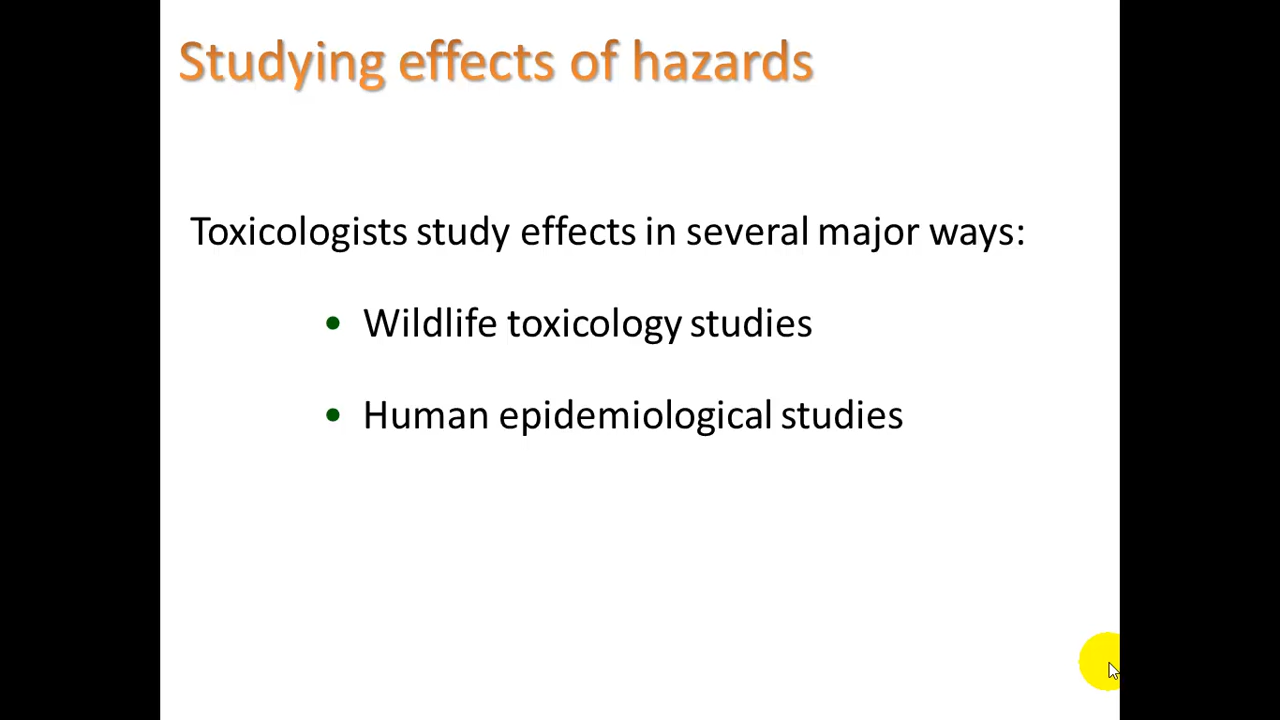 Studying effects of hazards
Toxicologists study effects in several major ways:
• Wildlife toxicology studies
• Human epidemiological studies